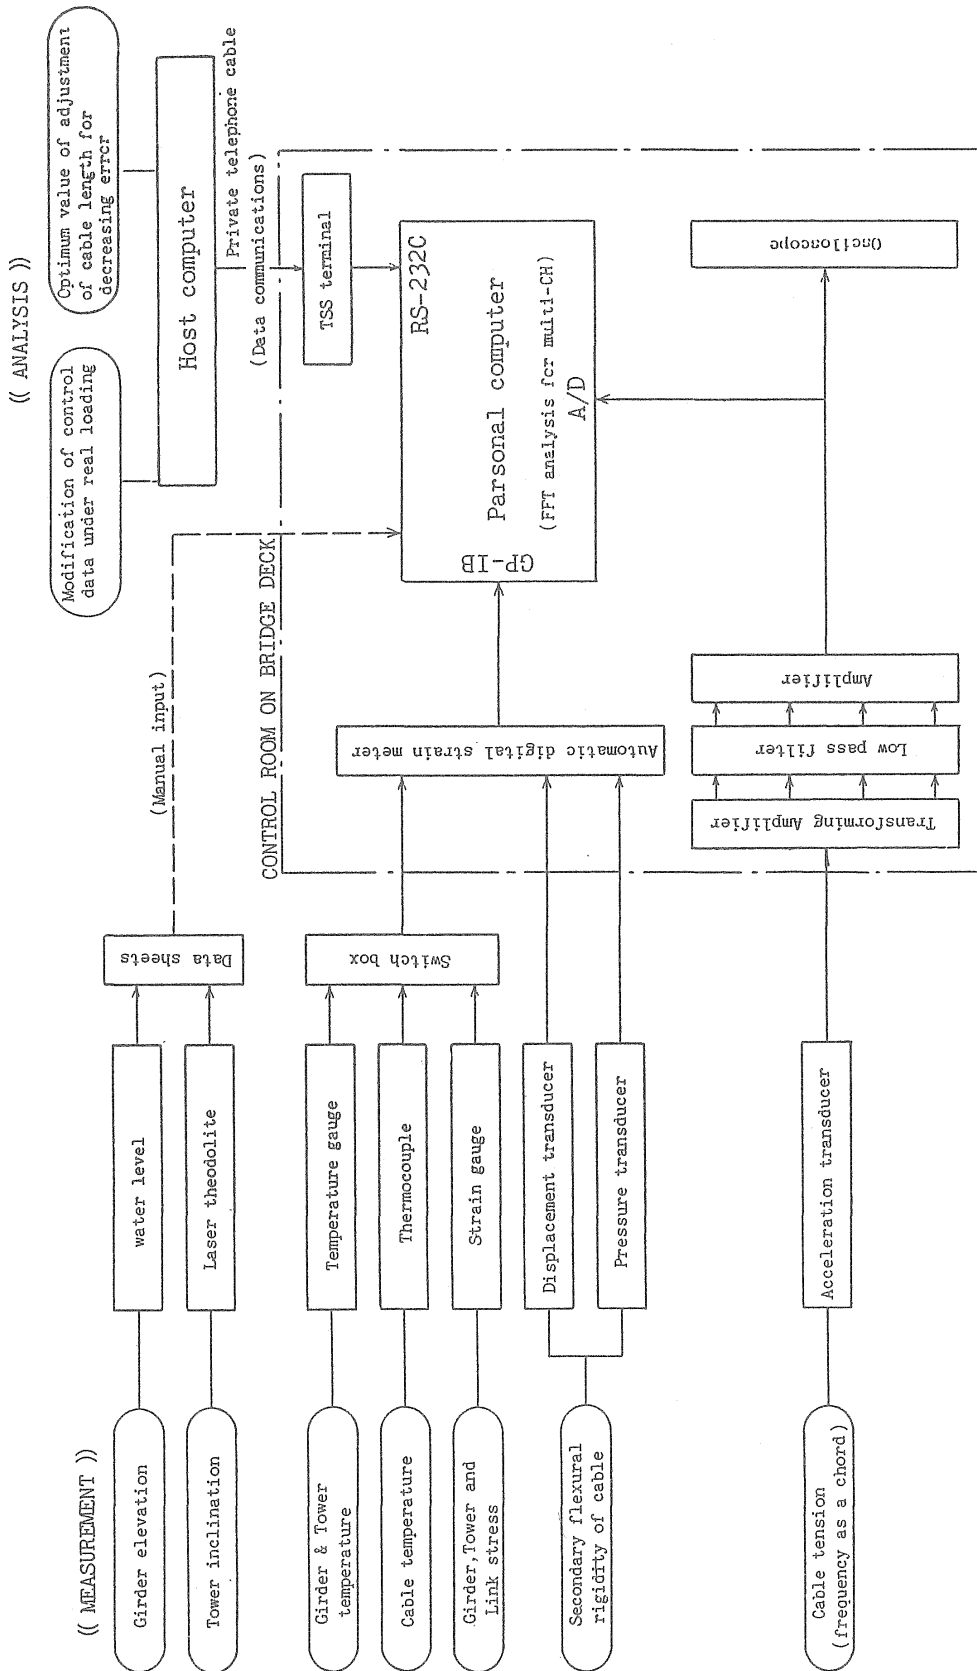 (( MEASUREMENT ))
Girder elevation
Tower inclination
Girder & Tower
temperature
Cable temperature
Girder,Tower and
Link stress
Secondary flexural
rigidity of cable
Cable tension
(frequency as a chord)
water level
Laser theodolite
Temperature gauge
Thermocouple
Strain gauge
Displacement transducer
Pressure transducer
Acceleration transducer
Data sheets
Switch box
(Manual input)
CONTROL ROOM ON BRIDGE DECK
Automatic digital strain meter
Transforming Amplifier
Low pass filter
Amplifier
(( ANALYSIS ))
Modification of control
data under real loading
Optimum value of adjustment
of cable length for
decreasing error
Host computer
Private telephone cable
(Data communications)
TSS terminal
RS-232C
GP-IB
Parsonal computer
(FFT analysis for multi-CH)
A/D
Osciloscope